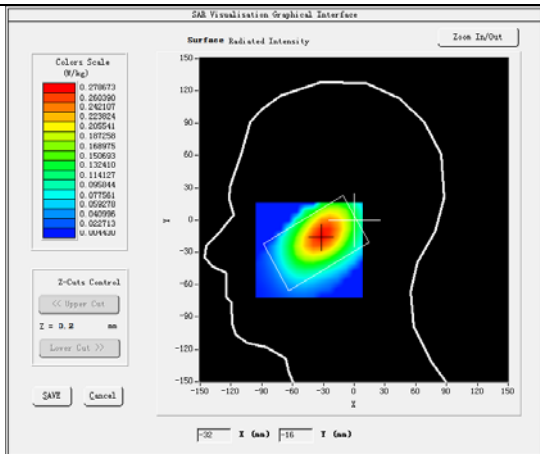 SAR Visualisation Graphical Interface
Surface Radiated Intensity
Zoom In/Out
Colors Scale
(W/kg)
0.278673
0.260390
0.242107
0.223824
0.205541
0.187258
0.168975
0.150693
0.132410
0.114127
0.095844
0.077561
0.059278
0.040996
0.022713
0.004430
Z-Cuts Control
<< Upper Cut
Z = 3.2 mm
Lower Cut >>
SAVE
Cancel
150
120
90
60
30
0
-30
-60
-90
-120
-150
Y
-150 -120 -90 -60 -30 0 30 60 90 120 150
X
-32 X (mm) -16 Y (mm)